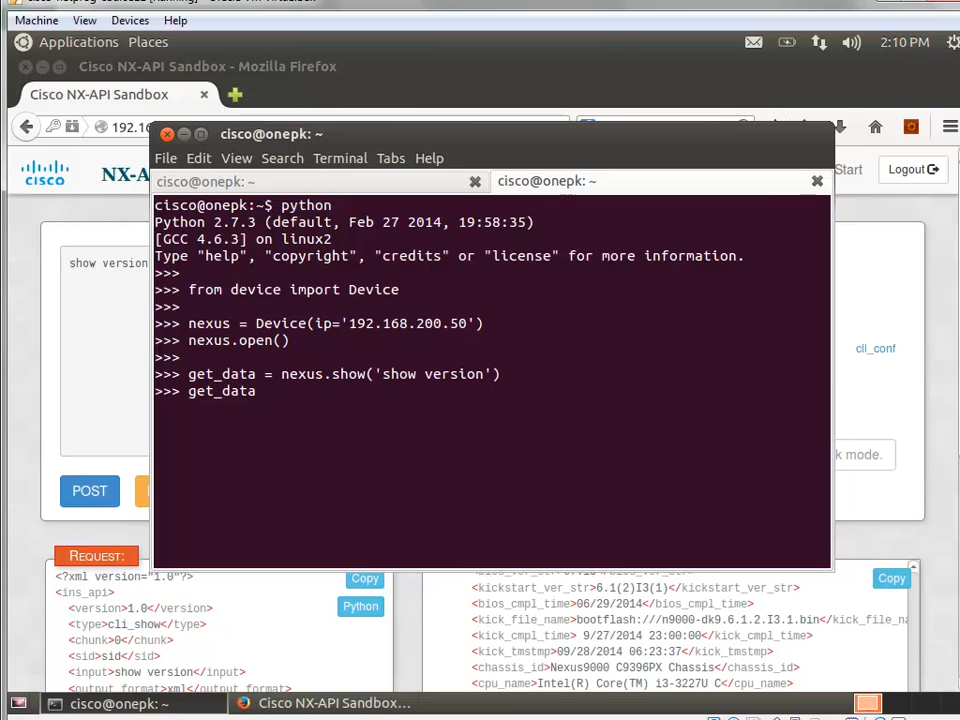 Machine View Devices Help
Applications Places 2:10 PM
Cisco NX-API Sandbox - Mozilla Firefox
Cisco NX-API Sandbox
192.16
cisco@onepk: ~
File Edit View Search Terminal Tabs Help
CISCO NX-A Start Logout
cisco@onepk: ~ cisco@onepk: ~
cisco@onepk:~$ python
Python 2.7.3 (default, Feb 27 2014, 19:58:35)
[GCC 4.6.3] on linux2
Type "help", "copyright", "credits" or "license" for more information.
>>>
>>> from device import Device
>>>
>>> nexus = Device(ip='192.168.200.50')
>>> nexus.open()
>>>
>>> get_data = nexus.show('show version')
>>> get_data
show version
cli_conf
k mode.
POST
REQUEST:
<?xml version="1.0"?>
<ins_api>
<version>1.0</version>
<type>cli_show</type>
<chunk>0</chunk>
<sid>sid</sid>
<input>show version</input>
<output_format>xml</output_format>
Copy
Python
Copy
<kickstart_ver_str>6.1(2)I3(1)</kickstart_ver_str>
<bios_cmpl_time>06/29/2014</bios_cmpl_time>
<kick_file_name>bootflash:///n9000-dk9.6.1.2.I3.1.bin</kick_file_na
<kick_cmpl_time> 9/27/2014 23:00:00</kick_cmpl_time>
<kick_tmstmp>09/28/2014 06:23:37</kick_tmstmp>
<chassis_id>Nexus9000 C9396PX Chassis</chassis_id>
<cpu_name>Intel(R) Core(TM) i3-3227U C</cpu_name>
cisco@onepk: ~ Cisco NX-API Sandbox...